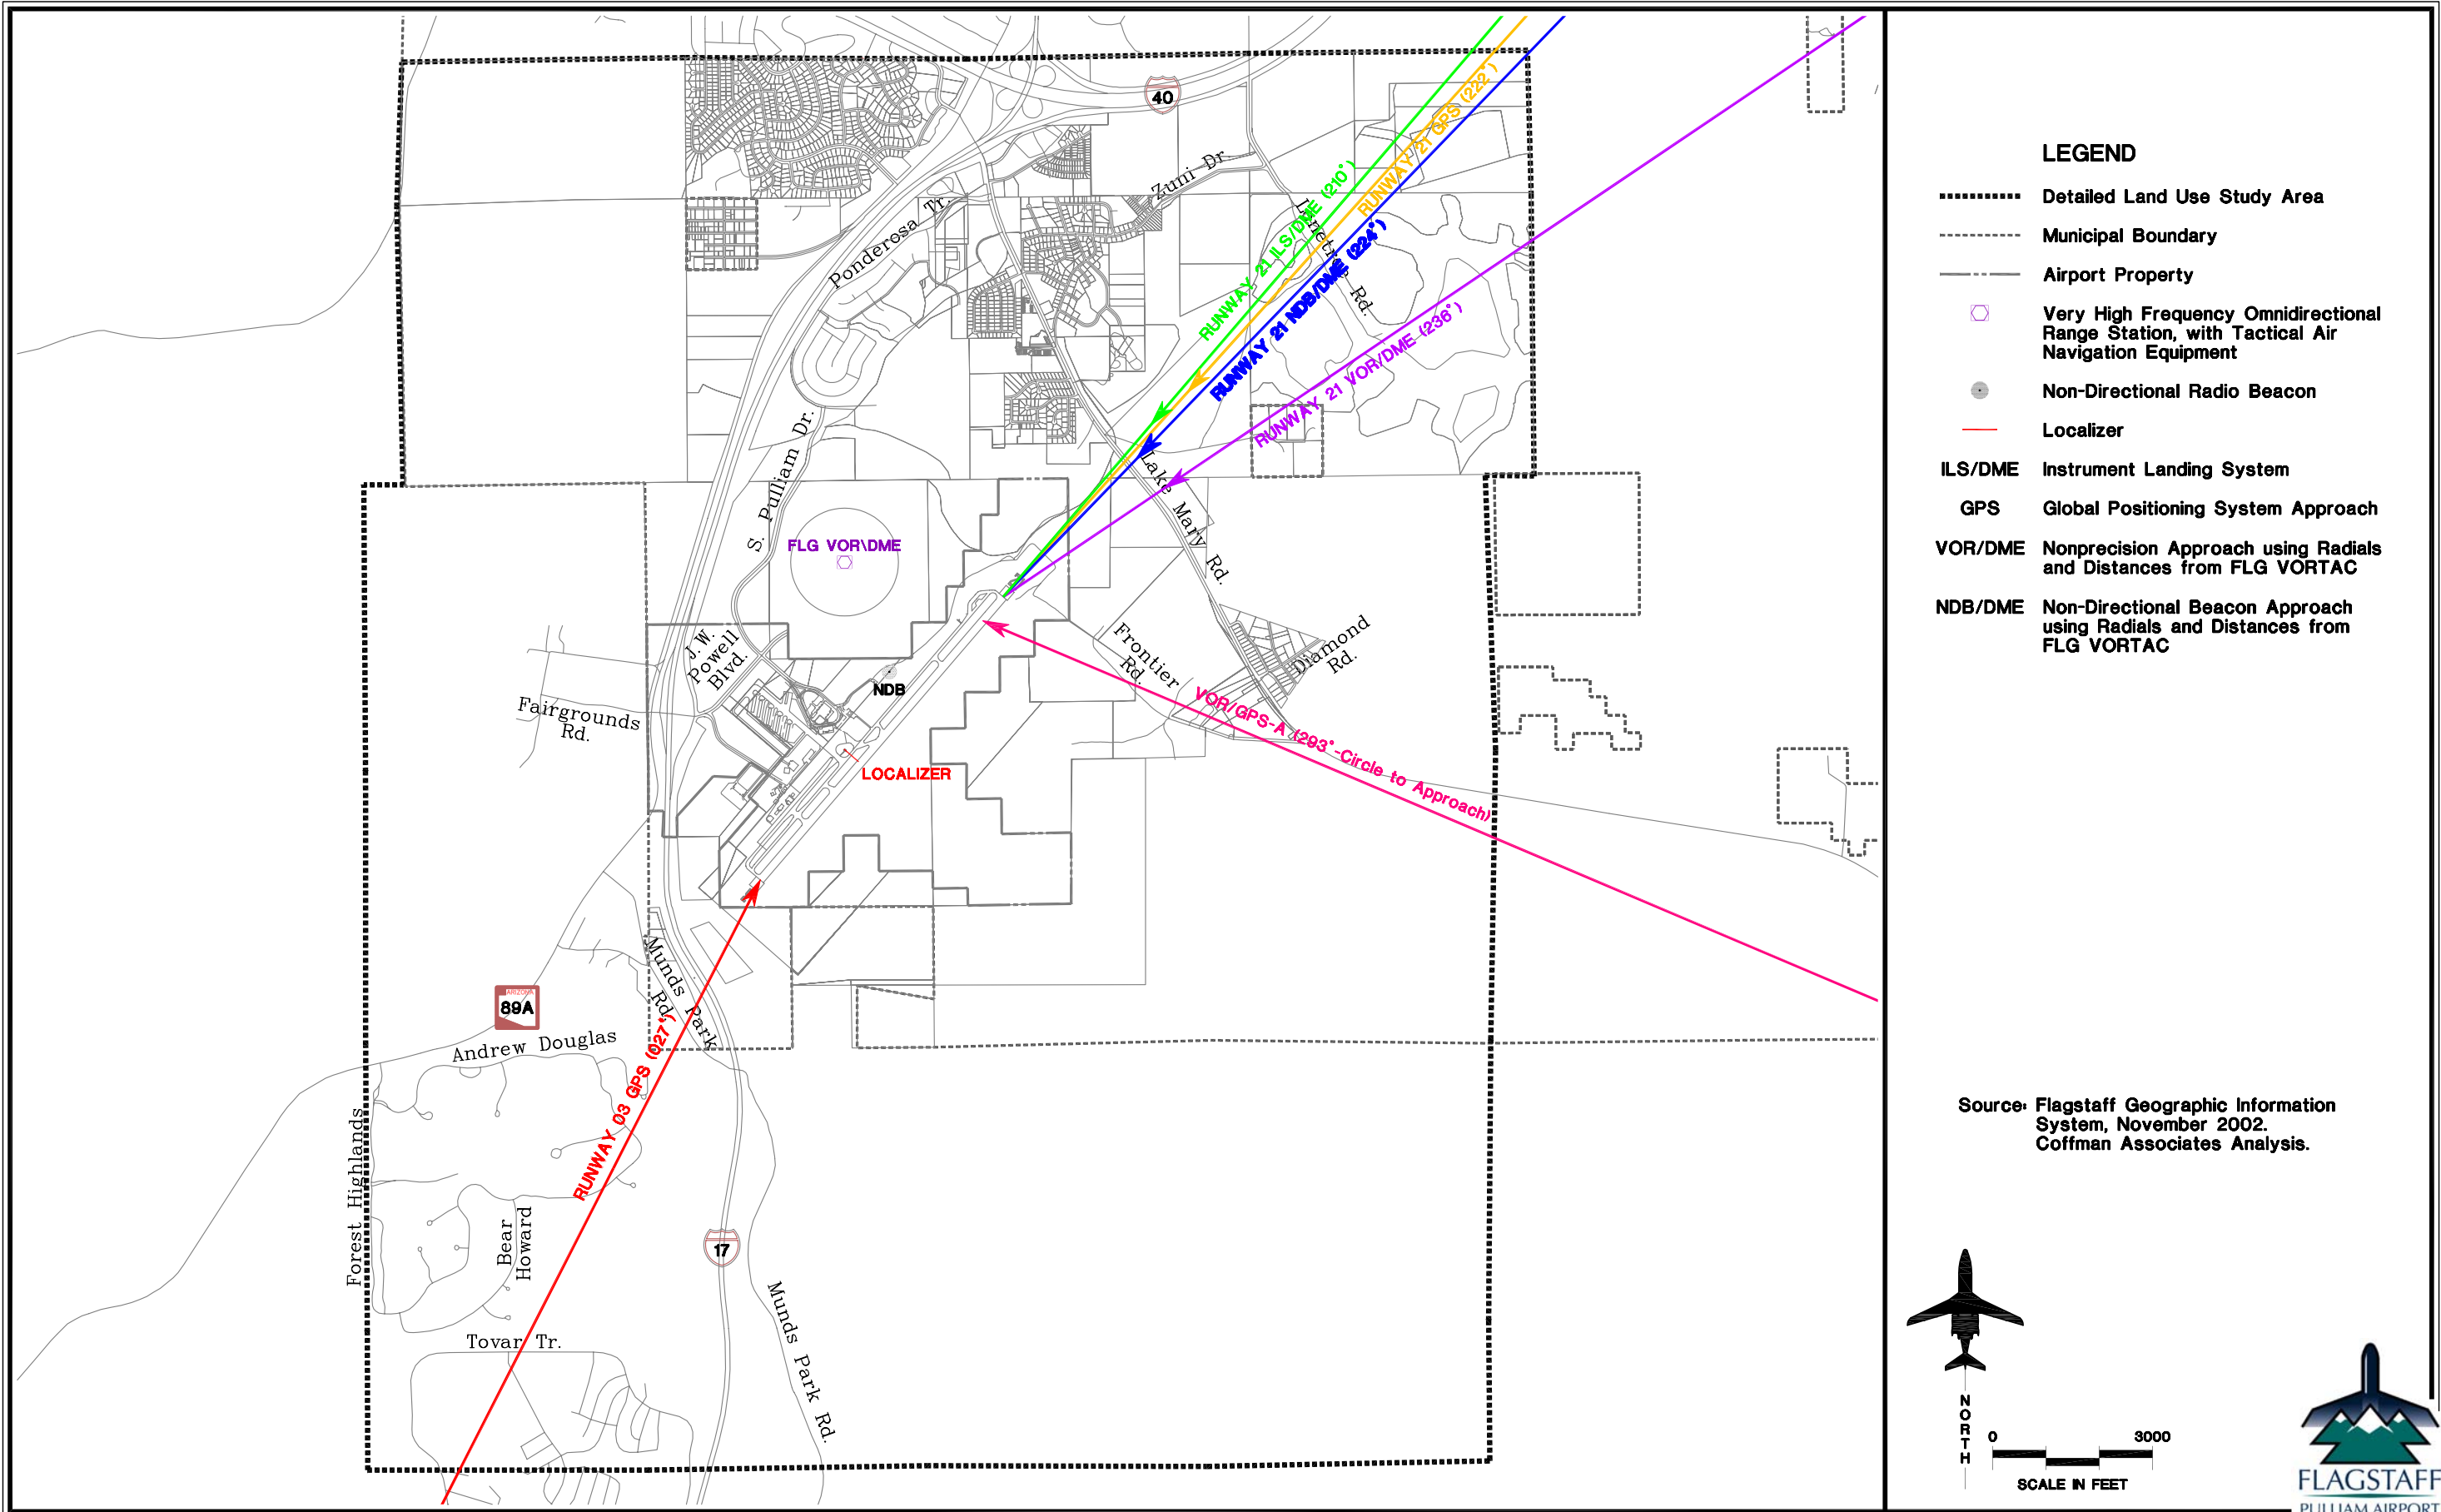 40
RUNWAY 21 GPS (222°)
RUNWAY 21 ILS/DME (210°)
RUNWAY 21 NDB/DME (224°)
RUNWAY 21 VOR/DME (236°)
Zuni Dr.
Ponderosa Tr.
Rd.
S. Pulliam Dr.
Lake Mary Rd.
FLG VOR\DME
J. W.
Powell
Blvd.
NDB
Frontier
Rd.
Diamond
Rd.
Fairgrounds
Rd.
LOCALIZER
VOR/GPS-A (293°-Circle to Approach)
Munds Park
Rd.
ARIZONA
89A
Andrew Douglas
RUNWAY 03 GPS (027°)
Forest Highlands
Bear
Howard
17
Munds Park Rd.
Tovar Tr.
LEGEND
Detailed Land Use Study Area
Municipal Boundary
Airport Property
Very High Frequency Omnidirectional
Range Station, with Tactical Air
Navigation Equipment
Non-Directional Radio Beacon
Localizer
ILS/DME Instrument Landing System
GPS Global Positioning System Approach
VOR/DME Nonprecision Approach using Radials
and Distances from FLG VORTAC
NDB/DME Non-Directional Beacon Approach
using Radials and Distances from
FLG VORTAC
Source: Flagstaff Geographic Information
System, November 2002.
Coffman Associates Analysis.
NORTH
0 3000
SCALE IN FEET
FLAGSTAFF
PULLIAM AIRPORT